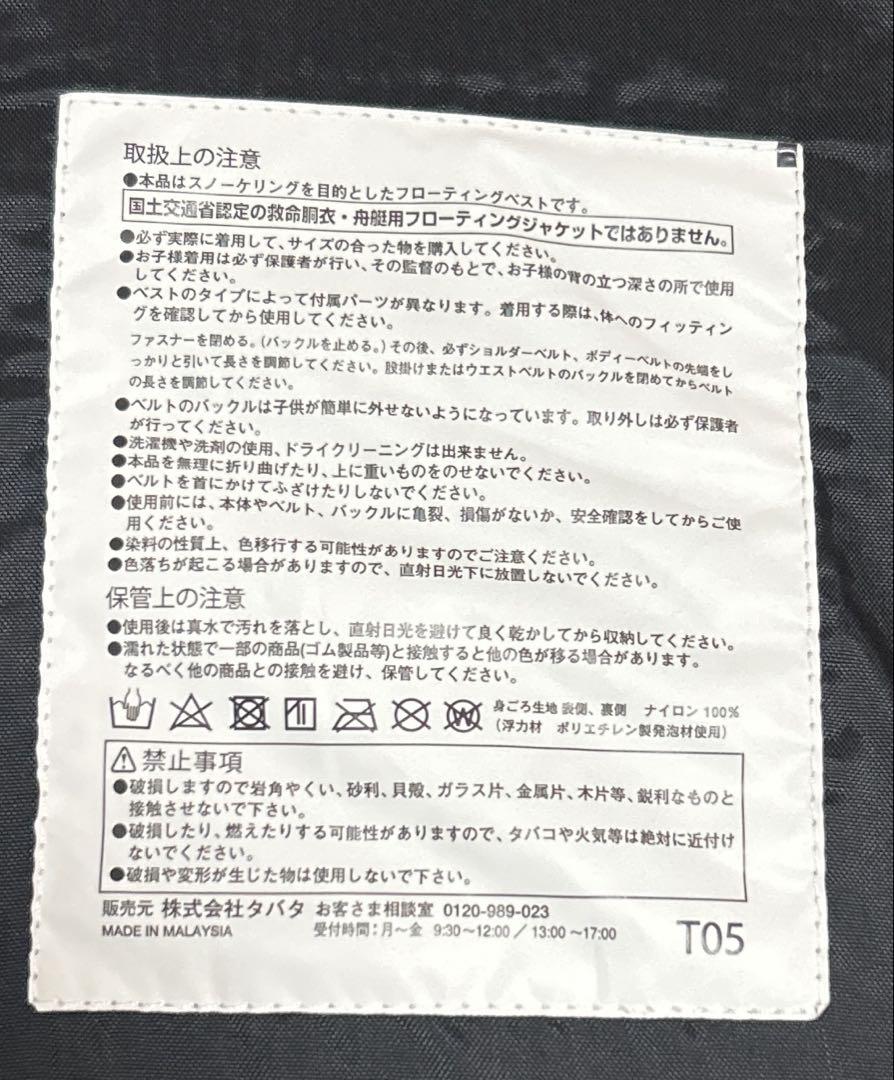 取扱上の注意
●本品はスノーケリングを目的としたフローティングベストです。
国土交通省認定の救命胴衣・舟艇用フローティングジャケットではありません。
●必ず実際に着用して、サイズの合った物を購入してください。
●お子様着用は必ず保護者が行い、その監督のもとで、お子様の背の立つ深さの所で使用
してください。
●ベストのタイプによって付属パーツが異なります。着用する際は、体へのフィッティン
グを確認してから使用してください。
ファスナーを閉める。(バックルを止める。)その後、必ずショルダーベルト、ボディーベルトの先端をし
っかりと引いて長さを調節してください。股掛けまたはウエストベルトのバックルを閉めてからベルト
の長さを調節してください。
●ベルトのバックルは子供が簡単に外せないようになっています。取り外しは必ず保護者
が行ってください。
●洗濯機や洗剤の使用、ドライクリーニングは出来ません。
●本品を無理に折り曲げたり、上に重いものをのせないでください。
●ベルトを首にかけてふざけたりしないでください。
●使用前には、本体やベルト、バックルに亀裂、損傷がないか、安全確認をしてからご使
用ください。
●染料の性質上、色移行する可能性がありますのでご注意ください。
●色落ちが起こる場合がありますので、直射日光下に放置しないでください。
保管上の注意
●使用後は真水で汚れを落とし、直射日光を避けて良く乾かしてから収納してください。
●濡れた状態で一部の商品(ゴム製品等)と接触すると他の色が移る場合があります。
なるべく他の商品との接触を避け、保管してください。
W
身ごろ生地 表側、裏側 ナイロン 100%
(浮力材 ポリエチレン製発泡材使用)
⚠禁止事項
●破損しますので岩角やくい、砂利、貝殻、ガラス片、金属片、木片等、鋭利なものと
接触させないで下さい。
●破損したり、燃えたりする可能性がありますので、タバコや火気等は絶対に近付け
ないでください。
●破損や変形が生じた物は使用しないで下さい。
販売元 株式会社タバタ お客さま相談室 0120-989-023
MADE IN MALAYSIA 受付時間:月〜金 9:30〜12:00/13:00〜17:00
T05